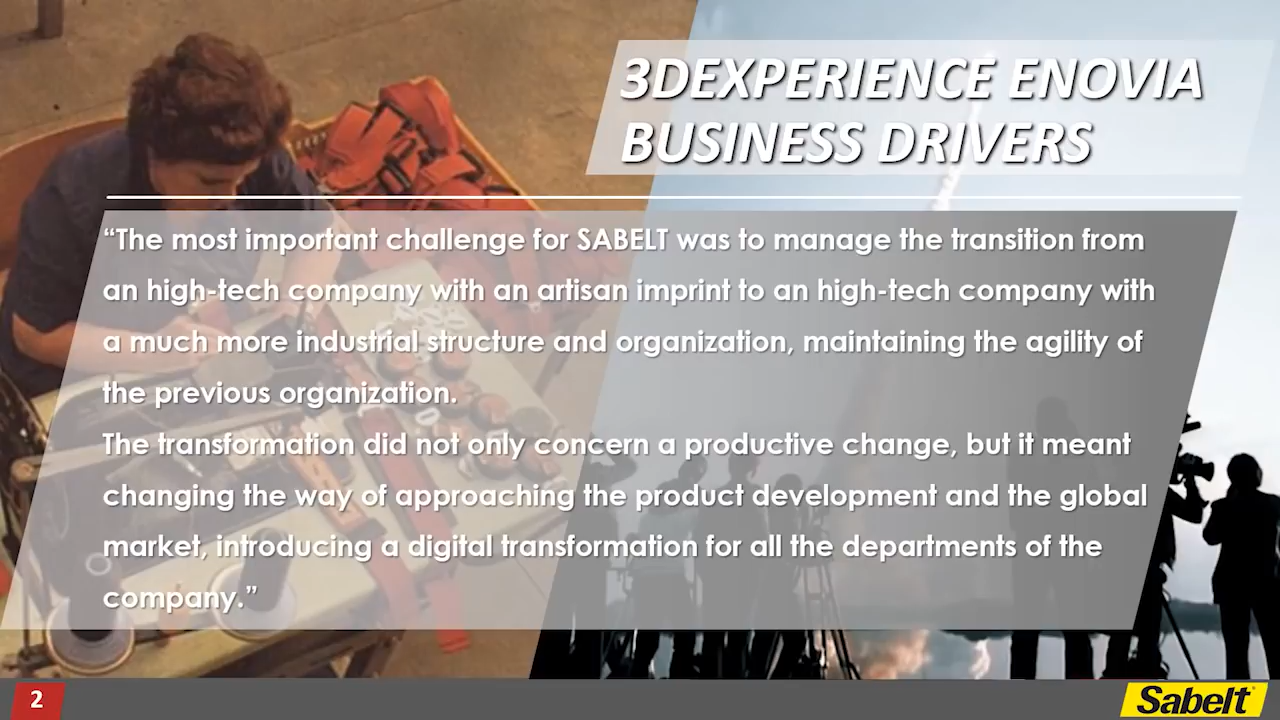 3DEXPERIENCE ENOVIA
BUSINESS DRIVERS
“The most important challenge for SABELT was to manage the transition from
an high-tech company with an artisan imprint to an high-tech company with
a much more industrial structure and organization, maintaining the agility of
the previous organization.
The transformation did not only concern a productive change, but it meant
changing the way of approaching the product development and the global
market, introducing a digital transformation for all the departments of the
company.”
2
Sabelt